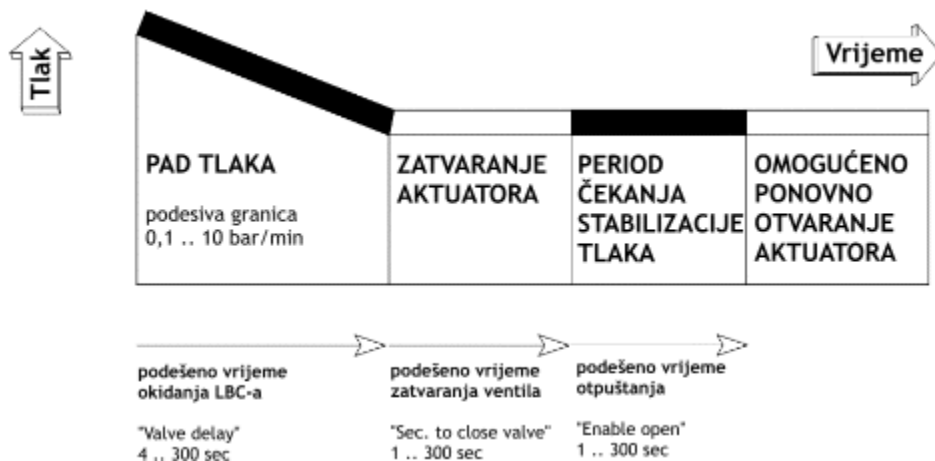 Tlak
Vrijeme
PAD TLAKA
podesiva granica
0,1 .. 10 bar/min
ZATVARANJE
AKTUATORA
PERIOD
ČEKANJA
STABILIZACIJE
TLAKA
OMOGUĆENO
PONOVNO
OTVARANJE
AKTUATORA
podešeno vrijeme
okidanja LBC-a
"Valve delay"
4 .. 300 sec
podešeno vrijeme
zatvaranja ventila
"Sec. to close valve"
1 .. 300 sec
podešeno vrijeme
otpuštanja
"Enable open"
1 .. 300 sec